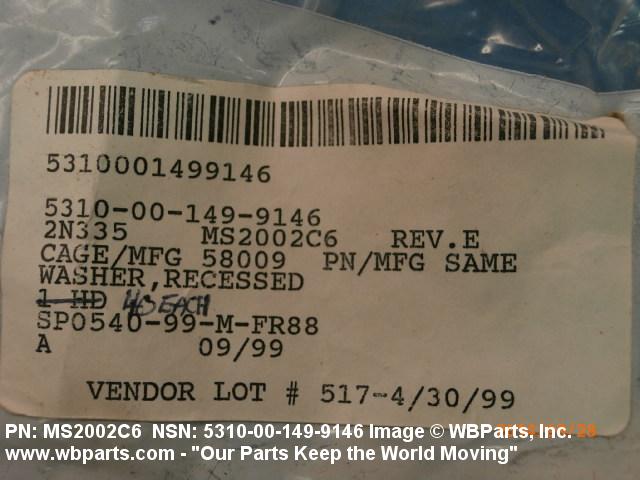 5310001499146
5310-00-149-9146
2N335 MS2002C6 REV.E
CAGE/MFG 58009 PN/MFG SAME
WASHER,RECESSED
1 HD 43 EACH
SP0540-99-M-FR88
A 09/99
VENDOR LOT # 517-4/30/99
PN: MS2002C6 NSN: 5310-00-149-9146 Image © WBParts, Inc.
www.wbparts.com - "Our Parts Keep the World Moving"